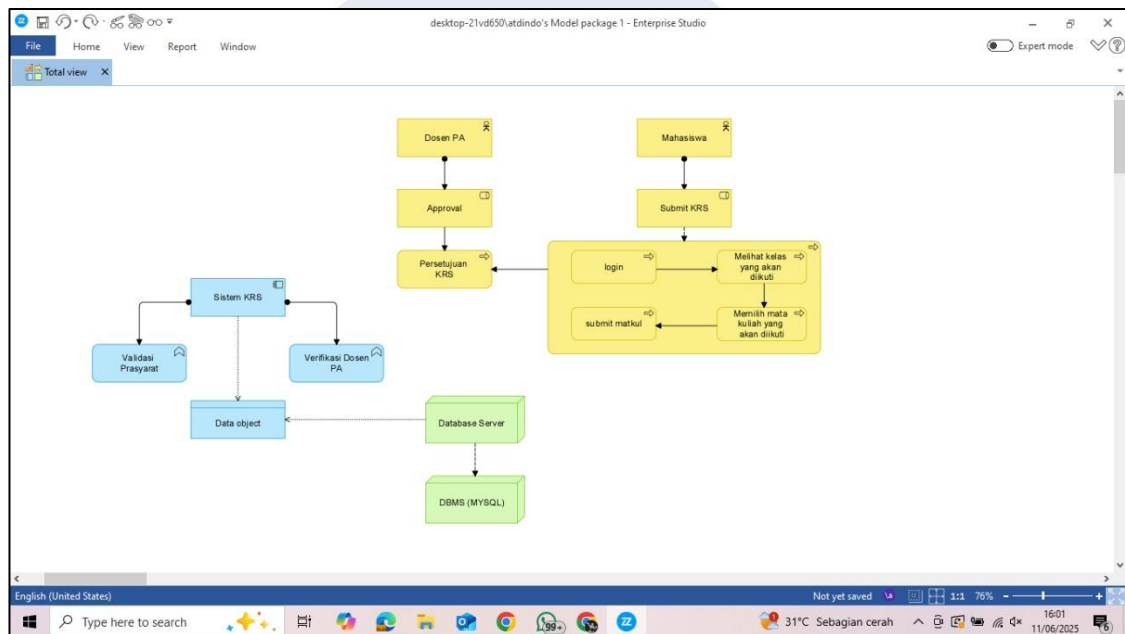 desktop-21vd650\atdindo's Model package 1 - Enterprise Studio
File
Home
View
Report
Window
Expert mode
Total view
Dosen PA
Mahasiswa
Approval
Submit KRS
Persetujuan
KRS
login
Melihat kelas
yang akan
diikuti
submit matkul
Memilih mata
kuliah yang
akan diikuti
Sistem KRS
Validasi
Prasyarat
Verifikasi Dosen
PA
Data object
Database Server
DBMS (MYSQL)
English (United States)
Not yet saved
1:1
76%
Type here to search
99+
31°C Sebagian cerah
16:01
11/06/2025
6